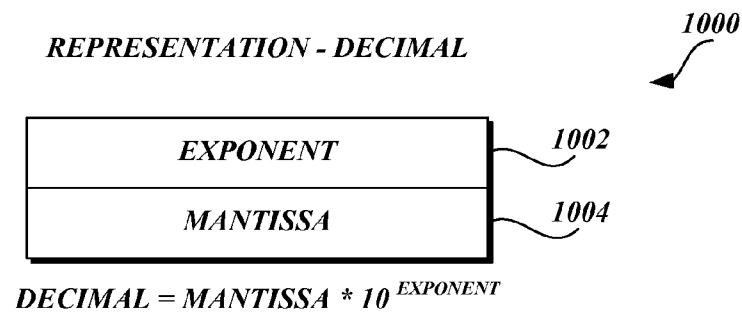 1000
REPRESENTATION - DECIMAL
EXPONENT
1002
MANTISSA
1004
DECIMAL = MANTISSA * 10 EXPONENT